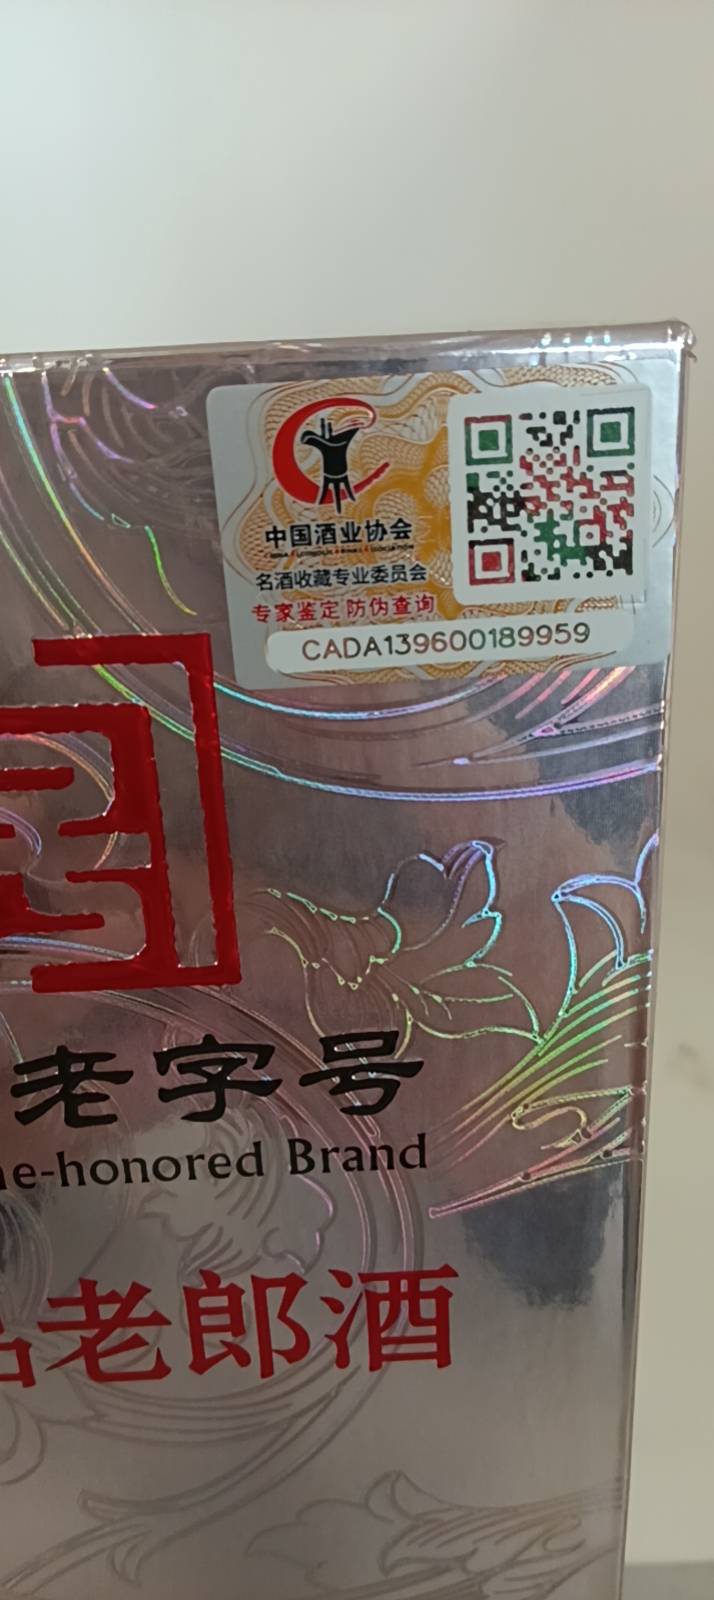 中国酒业协会
名酒收藏专业委员会
专家鉴定 防伪查询
CADA139600189959
老字号
e-honored Brand
品老郎酒